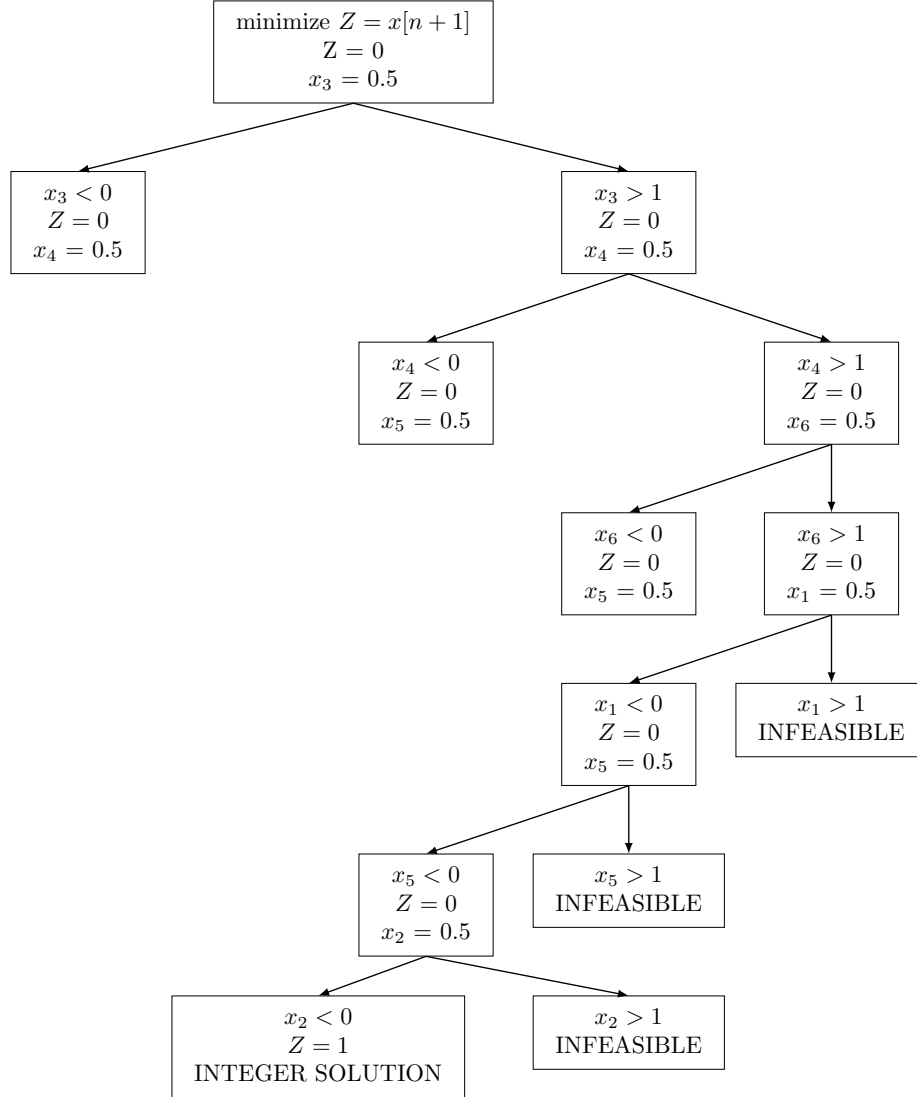 minimize Z = x[n + 1]
Z = 0
x₃ = 0.5
x₃ < 0
Z = 0
x₄ = 0.5
x₃ > 1
Z = 0
x₄ = 0.5
x₄ < 0
Z = 0
x₅ = 0.5
x₄ > 1
Z = 0
x₆ = 0.5
x₆ < 0
Z = 0
x₅ = 0.5
x₆ > 1
Z = 0
x₁ = 0.5
x₁ < 0
Z = 0
x₅ = 0.5
x₁ > 1
INFEASIBLE
x₅ < 0
Z = 0
x₂ = 0.5
x₅ > 1
INFEASIBLE
x₂ < 0
Z = 1
INTEGER SOLUTION
x₂ > 1
INFEASIBLE